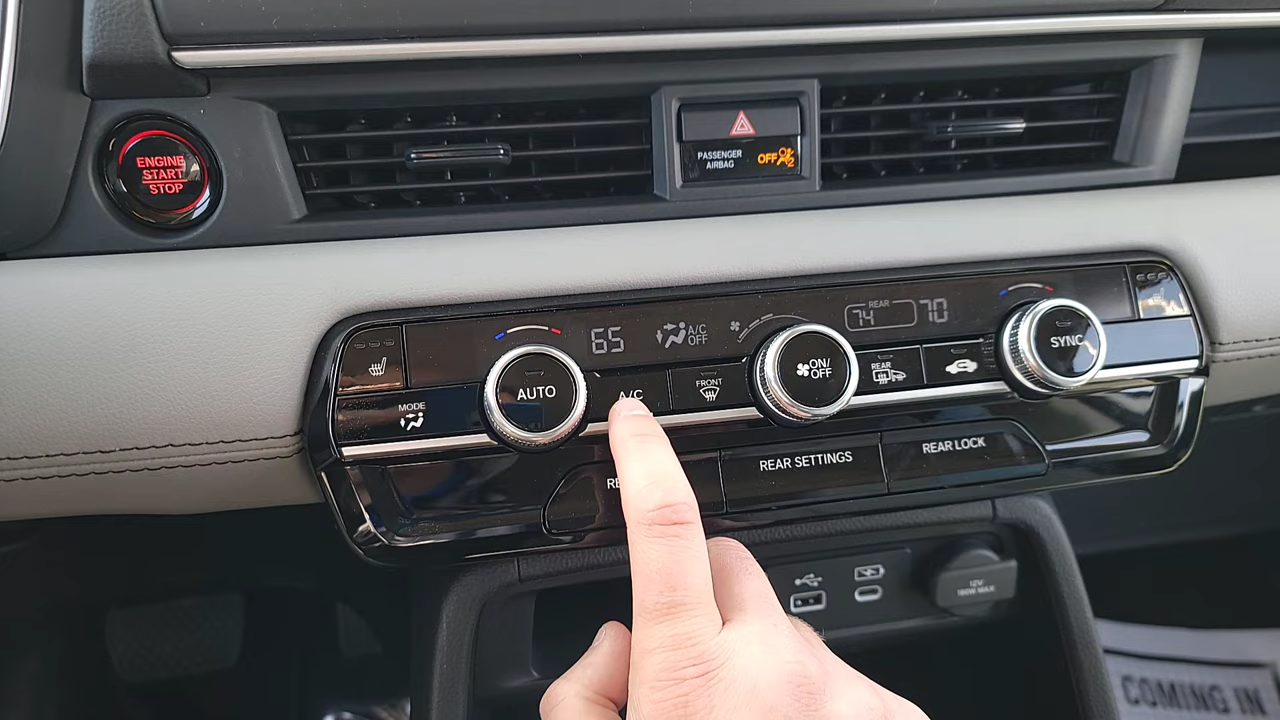 ENGINE
START
STOP
PASSENGER
AIRBAG
OFF
2
65
A/C
OFF
REAR
74
70
MODE
AUTO
A/C
FRONT
ON/
OFF
REAR
SYNC
REAR SETTINGS
REAR LOCK
12V
180W MAX
COMING IN